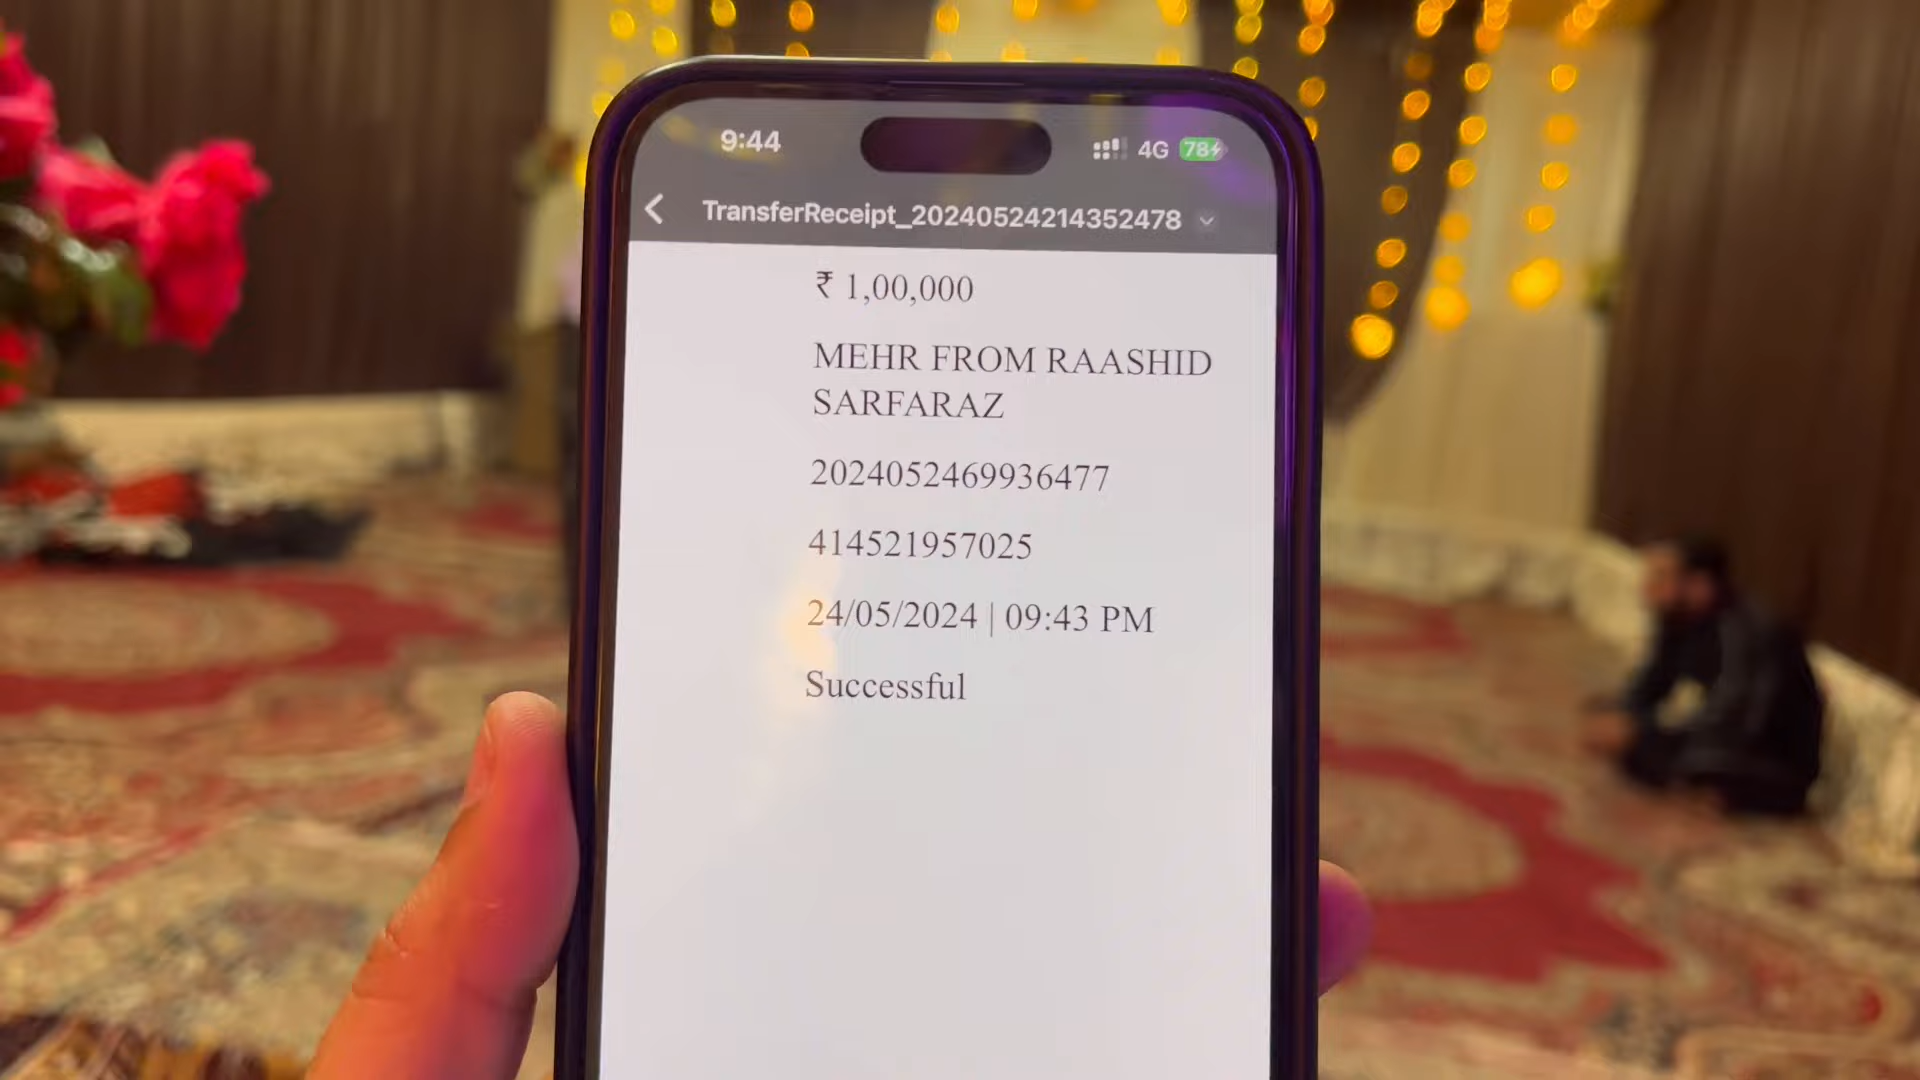 9:44
4G 78
TransferReceipt_20240524214352478
₹ 1,00,000
MEHR FROM RAASHID
SARFARAZ
2024052469936477
414521957025
24/05/2024 | 09:43 PM
Successful